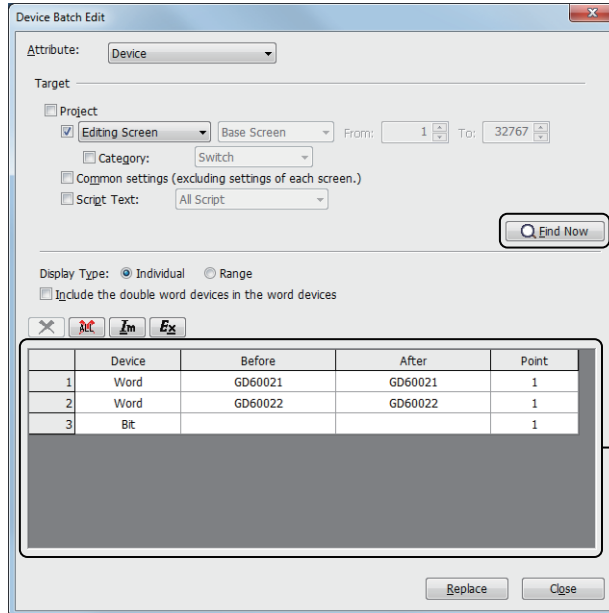 Device Batch Edit
Attribute: Device
Target
Project
Editing Screen Base Screen From: 1 To: 32767
Category: Switch
Common settings (excluding settings of each screen.)
Script Text: All Script
Find Now
Display Type: Individual Range
Include the double word devices in the word devices
ALL Im Ex
Device Before After Point
1 Word GD60021 GD60021 1
2 Word GD60022 GD60022 1
3 Bit 1
Replace Close